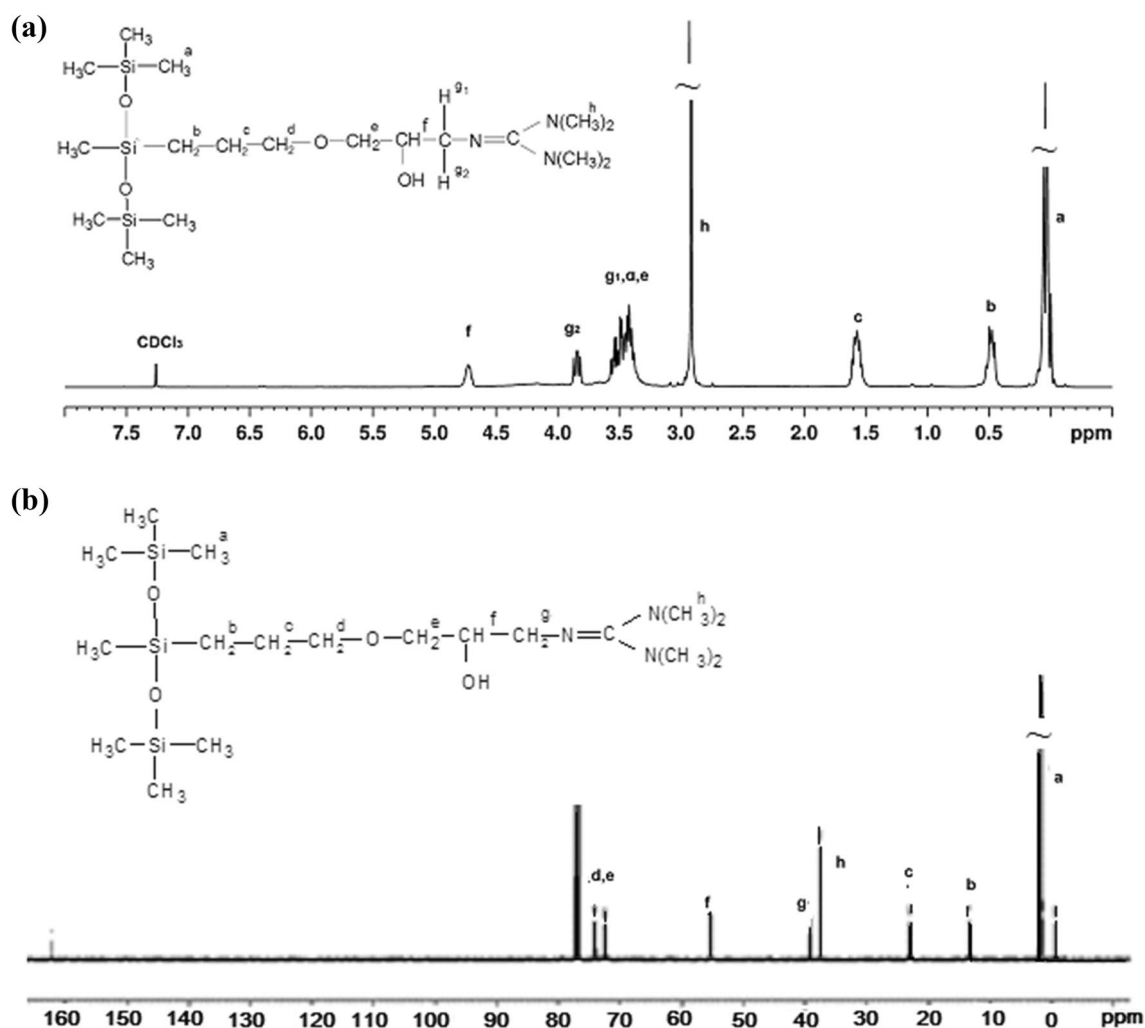 (a)
CH₃
H₃C—Si—CH₃ a
O
H g₁
H₃C—Si—CH₂ b—CH₂ c—CH₂ d—O—CH₂ e—CH f—C—N=C
N(CH₃)₂ h
N(CH₃)₂
OH
H g₂
O
H₃C—Si—CH₃
CH₃
h
a
g₁,d,e
CDCl₃
f
g₂
c
b
7.5 7.0 6.5 6.0 5.5 5.0 4.5 4.0 3.5 3.0 2.5 2.0 1.5 1.0 0.5 ppm
(b)
CH₃
H₃C—Si—CH₃ a
O
H₃C—Si—CH₂ b—CH₂ c—CH₂ d—O—CH₂ e—CH f—CH₂ g—N=C
N(CH₃)₂ h
N(CH₃)₂
OH
O
H₃C—Si—CH₃
CH₃
a
d,e
f
g
h
c
b
160 150 140 130 120 110 100 90 80 70 60 50 40 30 20 10 0 ppm